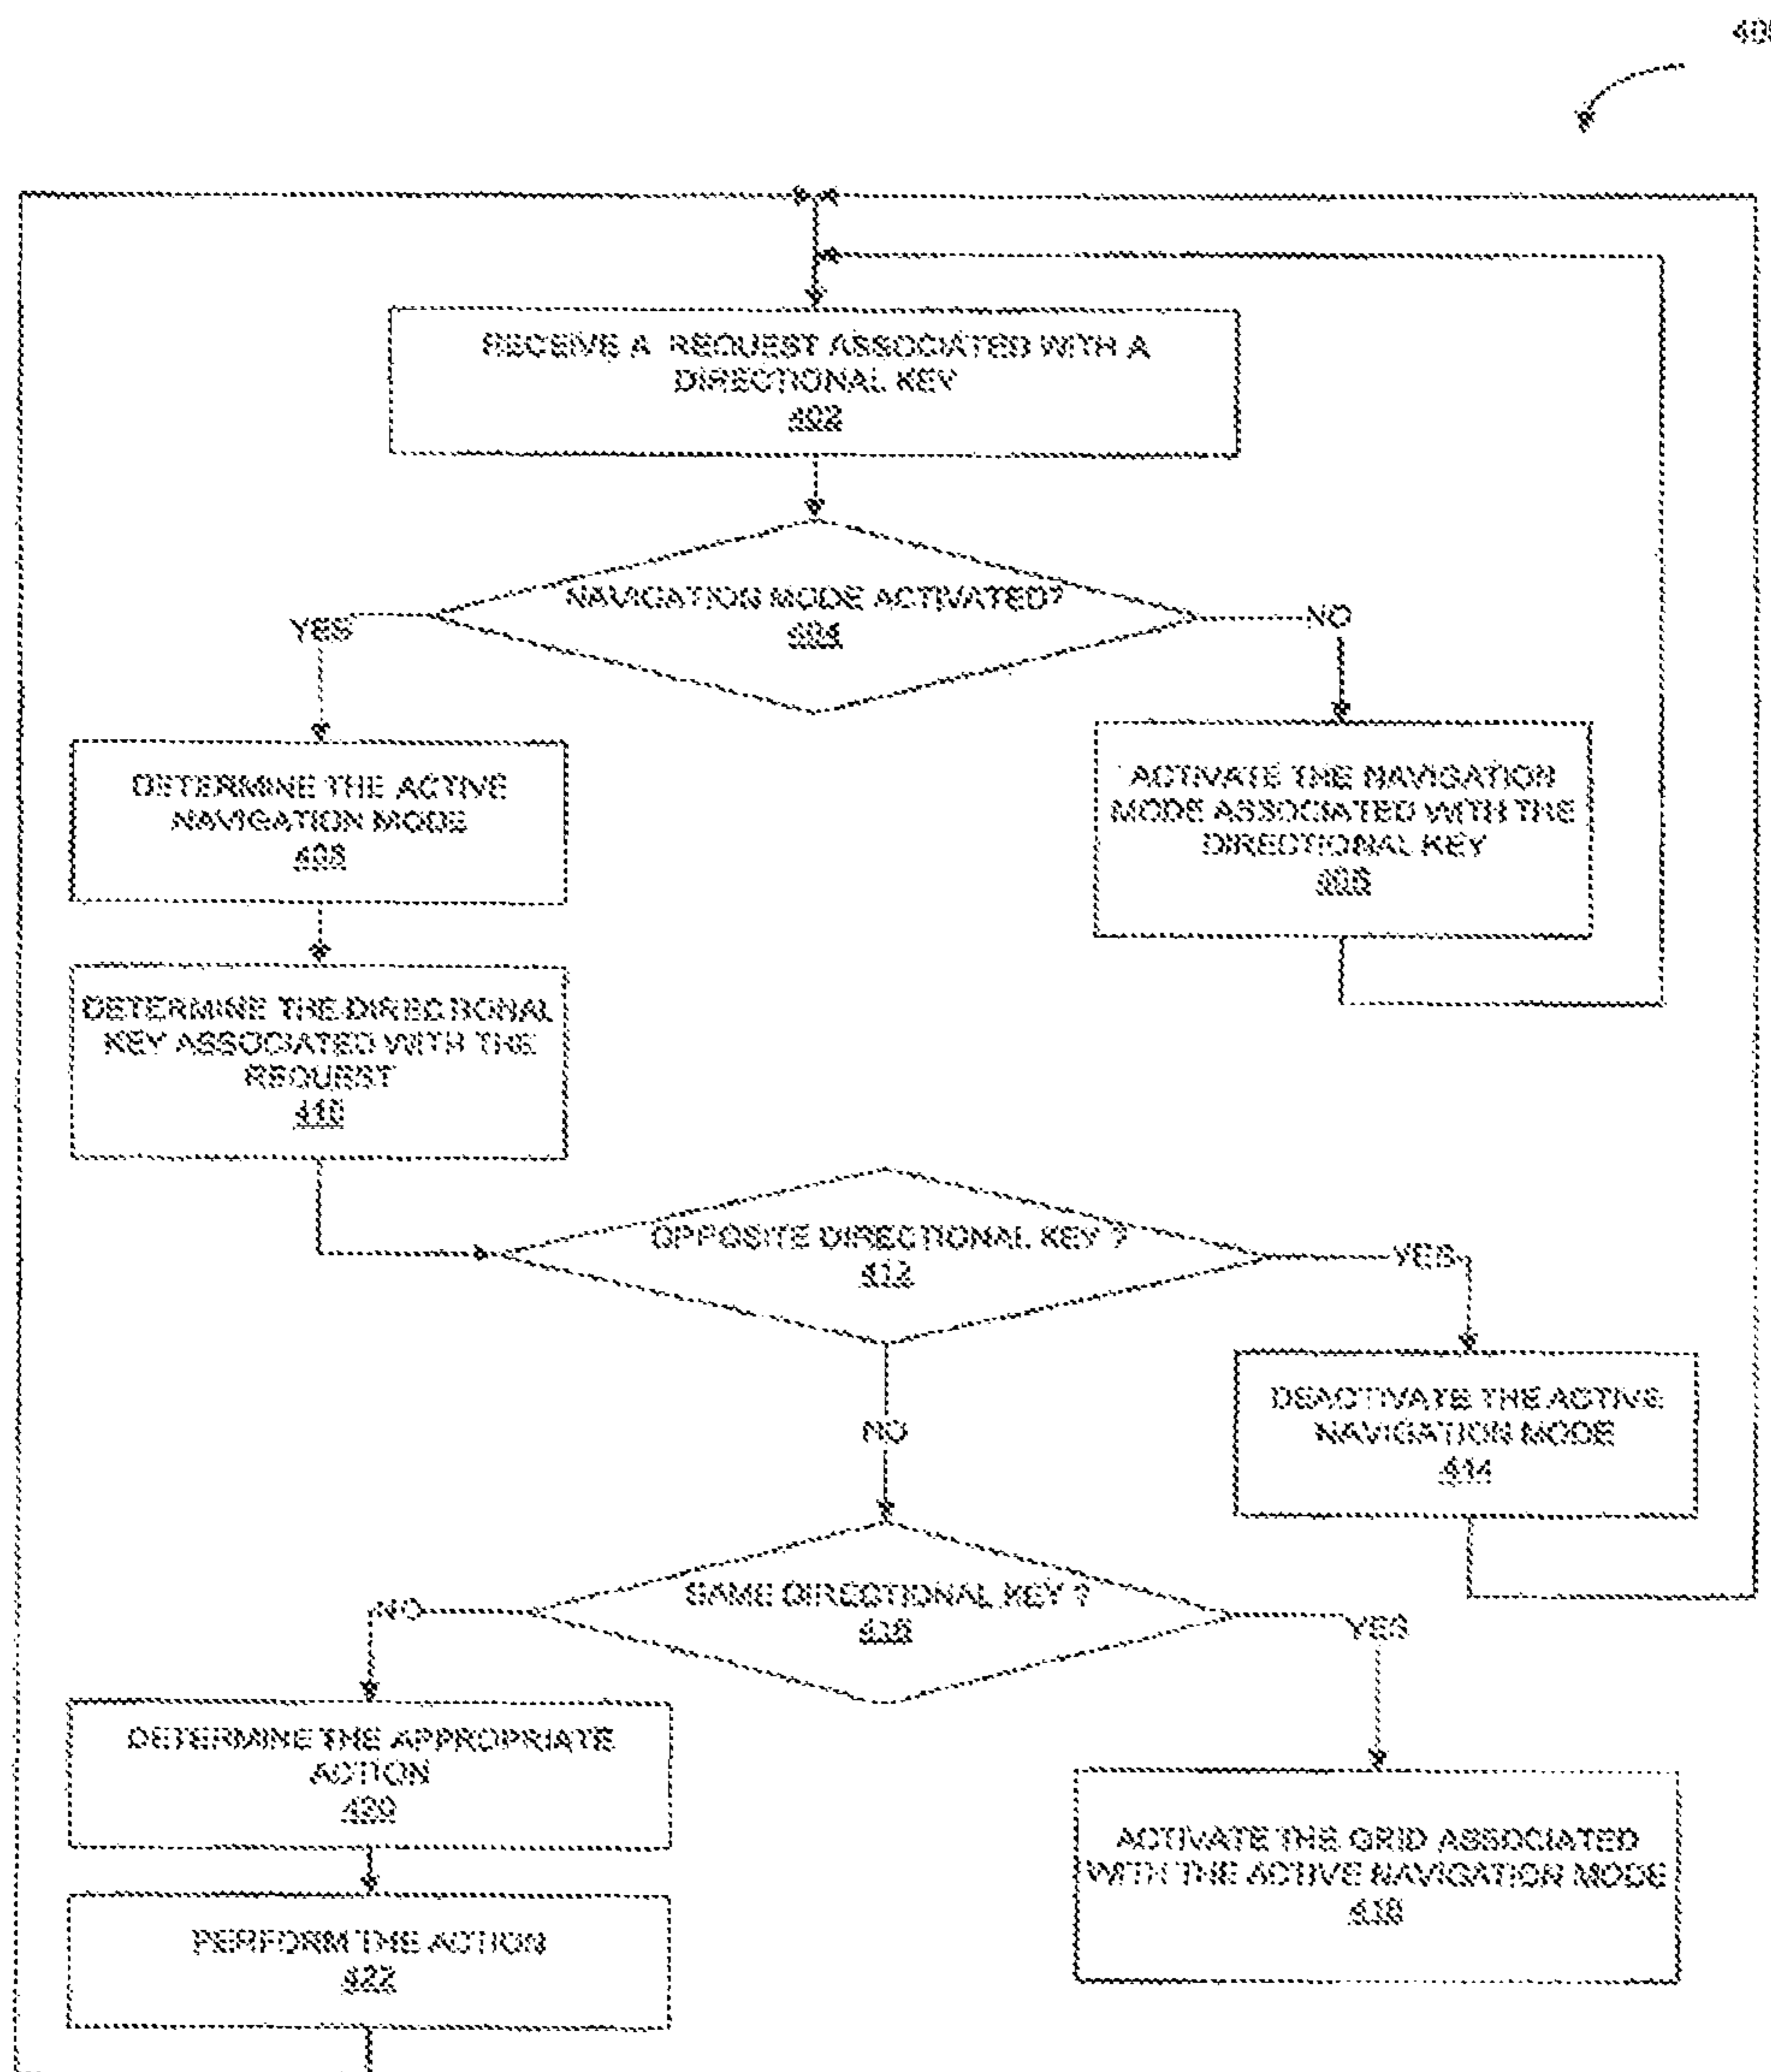 RECEIVE A REQUEST ASSOCIATED WITH A
DIRECTIONAL KEY
402
NAVIGATION MODE ACTIVATED?
404
YES
NO
DETERMINE THE ACTIVE
NAVIGATION MODE
408
ACTIVATE THE NAVIGATION
MODE ASSOCIATED WITH THE
DIRECTIONAL KEY
406
DETERMINE THE DIRECTIONAL
KEY ASSOCIATED WITH THE
REQUEST
410
OPPOSITE DIRECTIONAL KEY ?
412
YES
NO
DEACTIVATE THE ACTIVE
NAVIGATION MODE
414
SAME DIRECTIONAL KEY ?
416
NO
YES
DETERMINE THE APPROPRIATE
ACTION
420
ACTIVATE THE GRID ASSOCIATED
WITH THE ACTIVE NAVIGATION MODE
418
PERFORM THE ACTION
422